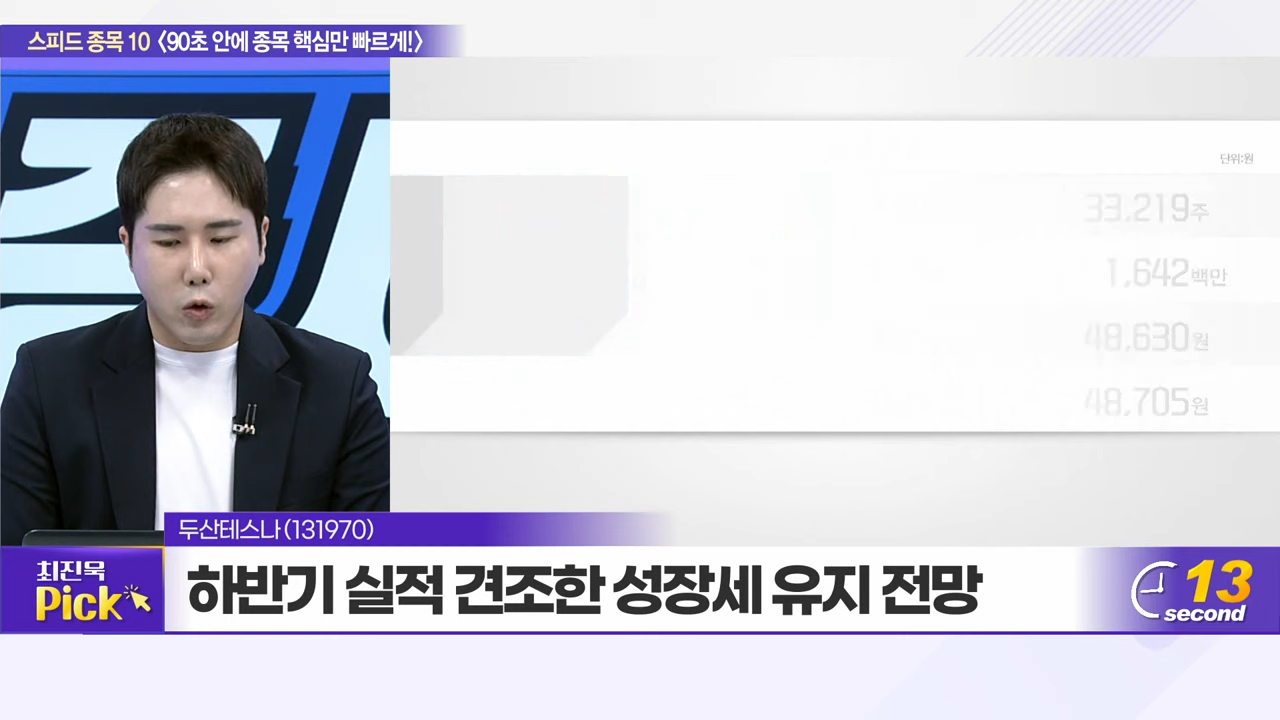 스피드 종목 10 〈90초 안에 종목 핵심만 빠르게!〉
단위:원
33,219주
1,642백만
48,630원
48,705원
두산테스나(131970)
최진묵
Pick
하반기 실적 견조한 성장세 유지 전망
13
second